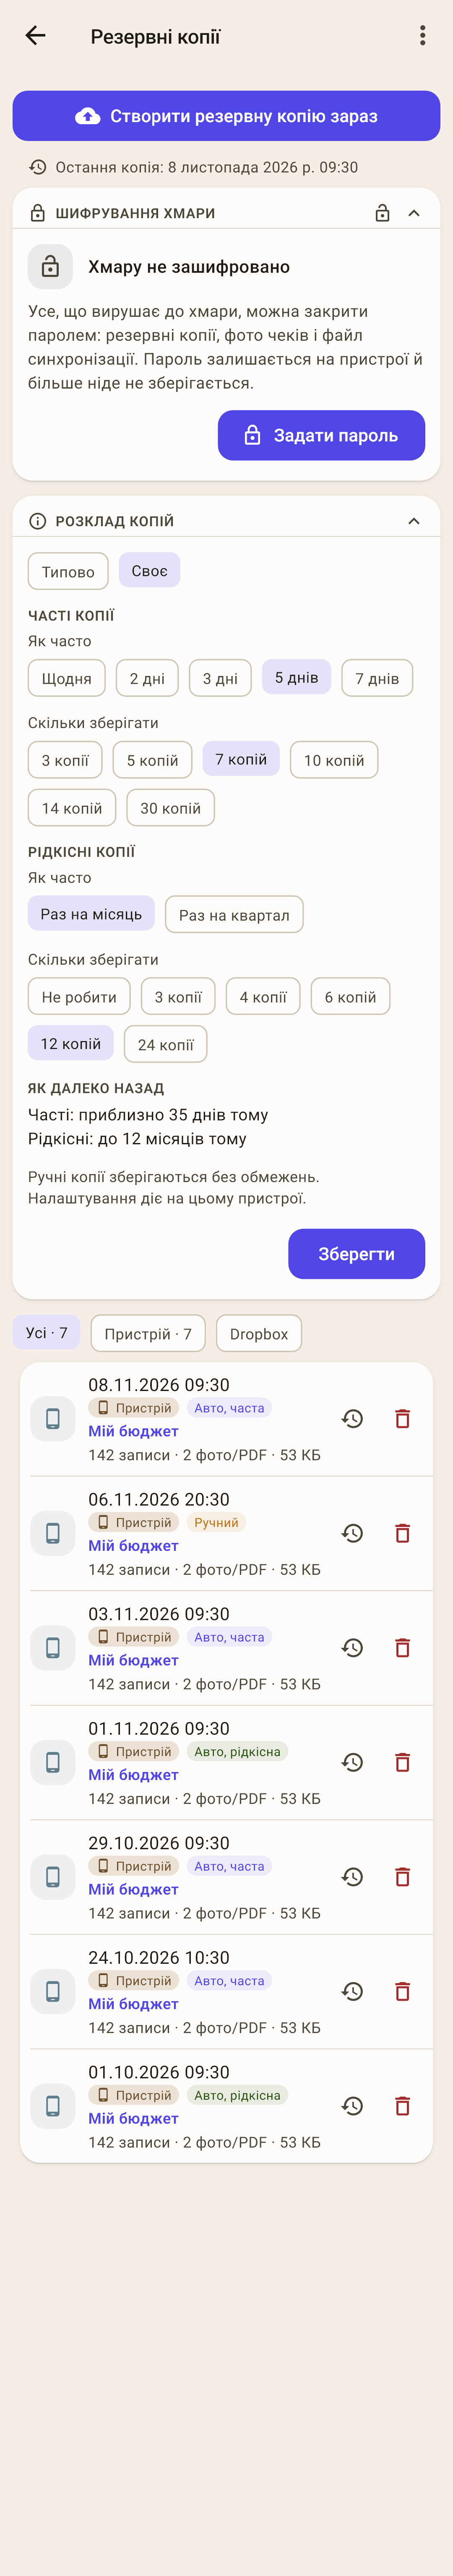 Резервні копії
Створити резервну копію зараз
Остання копія: 8 листопада 2026 р. 09:30
ШИФРУВАННЯ ХМАРИ
Хмару не зашифровано
Усе, що вирушає до хмари, можна закрити
паролем: резервні копії, фото чеків і файл
синхронізації. Пароль залишається на пристрої й
більше ніде не зберігається.
Задати пароль
РОЗКЛАД КОПІЙ
Типово Своє
ЧАСТІ КОПІЇ
Як часто
Щодня 2 дні 3 дні 5 днів 7 днів
Скільки зберігати
3 копії 5 копій 7 копій 10 копій
14 копій 30 копій
РІДКІСНІ КОПІЇ
Як часто
Раз на місяць Раз на квартал
Скільки зберігати
Не робити 3 копії 4 копії 6 копій
12 копій 24 копії
ЯК ДАЛЕКО НАЗАД
Часті: приблизно 35 днів тому
Рідкісні: до 12 місяців тому
Ручні копії зберігаються без обмежень.
Налаштування діє на цьому пристрої.
Зберегти
Усі · 7 Пристрій · 7 Dropbox
08.11.2026 09:30
Пристрій Авто, часта
Мій бюджет
142 записи · 2 фото/PDF · 53 КБ
06.11.2026 20:30
Пристрій Ручний
Мій бюджет
142 записи · 2 фото/PDF · 53 КБ
03.11.2026 09:30
Пристрій Авто, часта
Мій бюджет
142 записи · 2 фото/PDF · 53 КБ
01.11.2026 09:30
Пристрій Авто, рідкісна
Мій бюджет
142 записи · 2 фото/PDF · 53 КБ
29.10.2026 09:30
Пристрій Авто, часта
Мій бюджет
142 записи · 2 фото/PDF · 53 КБ
24.10.2026 10:30
Пристрій Авто, часта
Мій бюджет
142 записи · 2 фото/PDF · 53 КБ
01.10.2026 09:30
Пристрій Авто, рідкісна
Мій бюджет
142 записи · 2 фото/PDF · 53 КБ